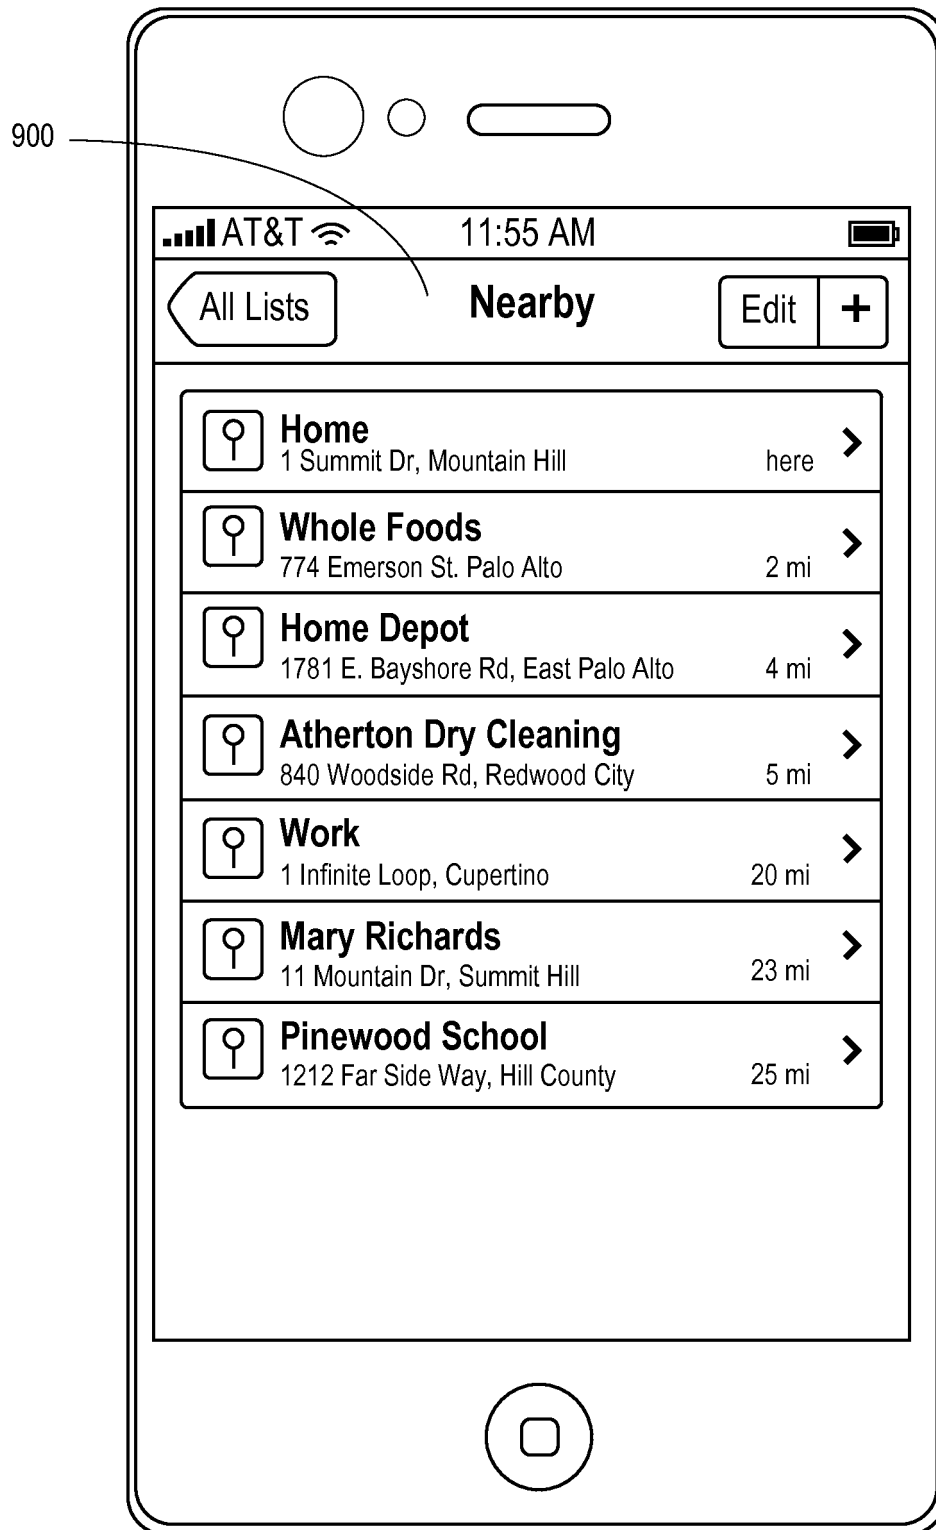 900
AT&T 11:55 AM
All Lists Nearby Edit +
Home
1 Summit Dr, Mountain Hill here
Whole Foods
774 Emerson St. Palo Alto 2 mi
Home Depot
1781 E. Bayshore Rd, East Palo Alto 4 mi
Atherton Dry Cleaning
840 Woodside Rd, Redwood City 5 mi
Work
1 Infinite Loop, Cupertino 20 mi
Mary Richards
11 Mountain Dr, Summit Hill 23 mi
Pinewood School
1212 Far Side Way, Hill County 25 mi